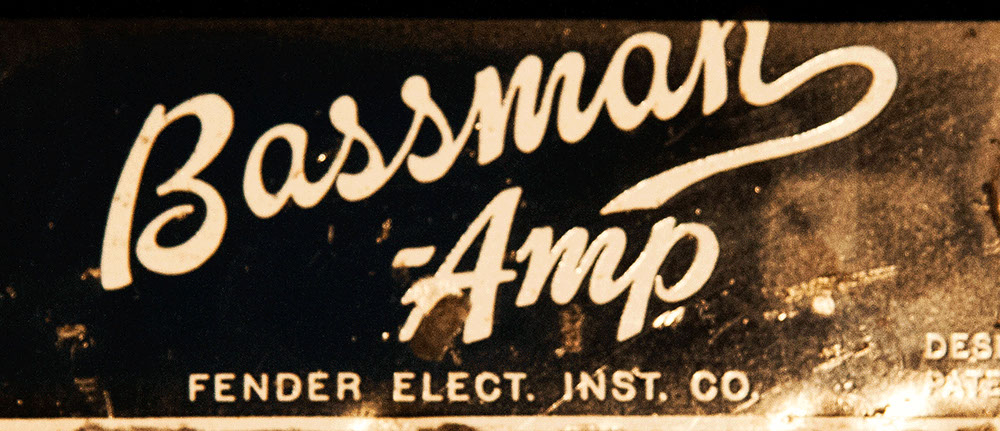 Bassman
-Amp
FENDER ELECT. INST. CO.